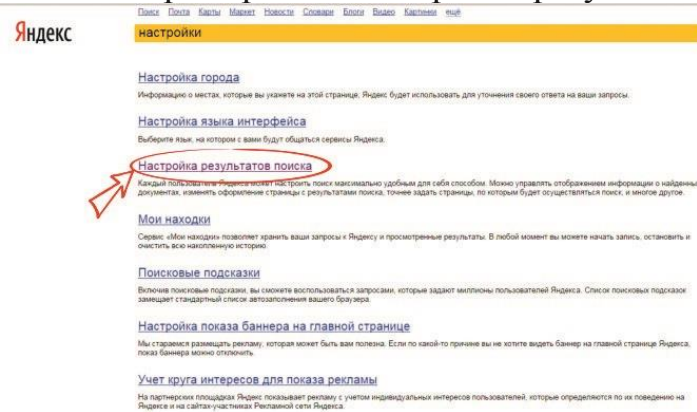 Поиск Почта Карты Маркет Новости Словари Блоги Видео Картинки ещё
Яндекс
настройки
Настройка города
Информацию о местах, которые вы укажете на этой странице, Яндекс будет использовать для уточнения своего ответа на ваши запросы.
Настройка языка интерфейса
Выберите язык, на котором с вами будут общаться сервисы Яндекса.
Настройка результатов поиска
Каждый пользователь Яндекса может настроить поиск максимально удобным для себя способом. Можно управлять отображением информации о найденны
документах, изменять оформление страницы с результатами поиска, точнее задать страницы, по которым будет осуществляться поиск, и многое другое.
Мои находки
Сервис «Мои находки» позволяет хранить ваши запросы к Яндексу и просмотренные результаты. В любой момент вы можете начать запись, остановить и
очистить всю накопленную историю.
Поисковые подсказки
Включив поисковые подсказки, вы сможете воспользоваться запросами, которые задают миллионы пользователей Яндекса. Список поисковых подсказок
замещает стандартный список автозаполнения вашего браузера.
Настройка показа баннера на главной странице
Мы стараемся размещать рекламу, которая может быть вам полезна. Если по какой-то причине вы не хотите видеть баннер на главной странице Яндекса,
показ баннера можно отключить.
Учет круга интересов для показа рекламы
На партнерских площадках Яндекс показывает рекламу с учетом индивидуальных интересов пользователей, которые определяются по их поведению на
Яндексе и на сайтах-участниках Рекламной сети Яндекса.